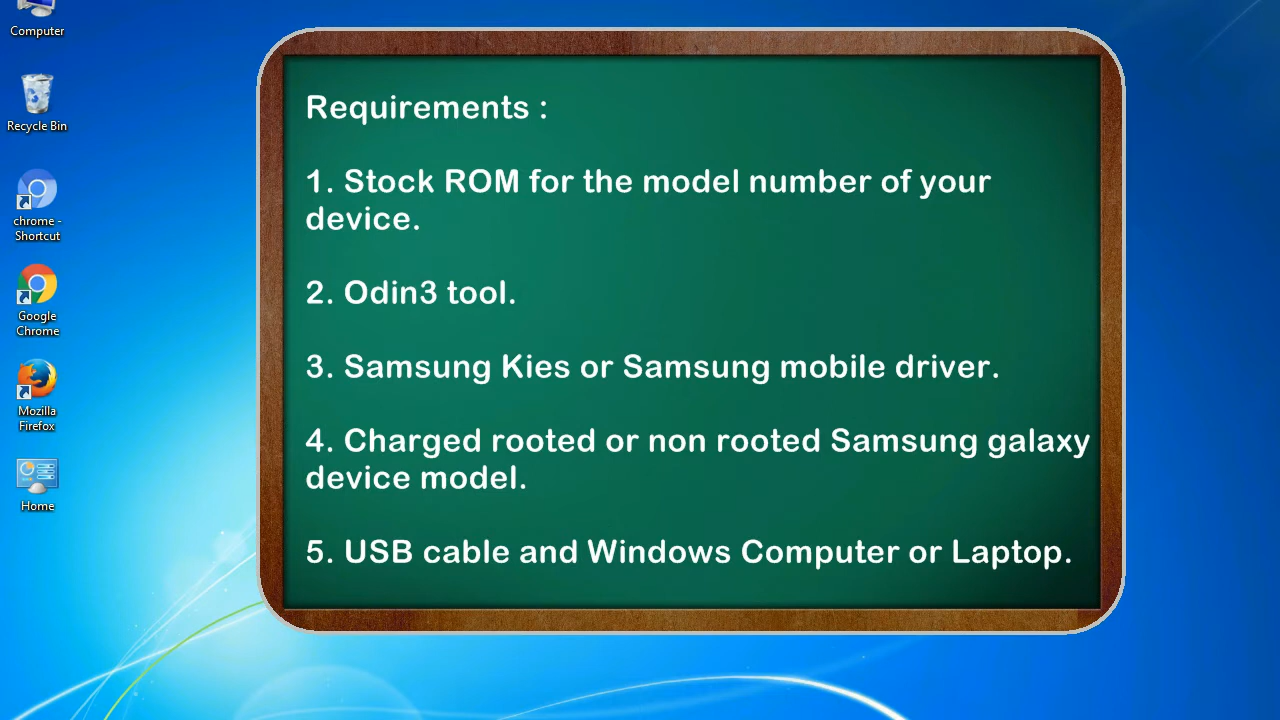 Computer
Recycle Bin
chrome -
Shortcut
Google
Chrome
Mozilla
Firefox
Home
Requirements :
1. Stock ROM for the model number of your
device.
2. Odin3 tool.
3. Samsung Kies or Samsung mobile driver.
4. Charged rooted or non rooted Samsung galaxy
device model.
5. USB cable and Windows Computer or Laptop.